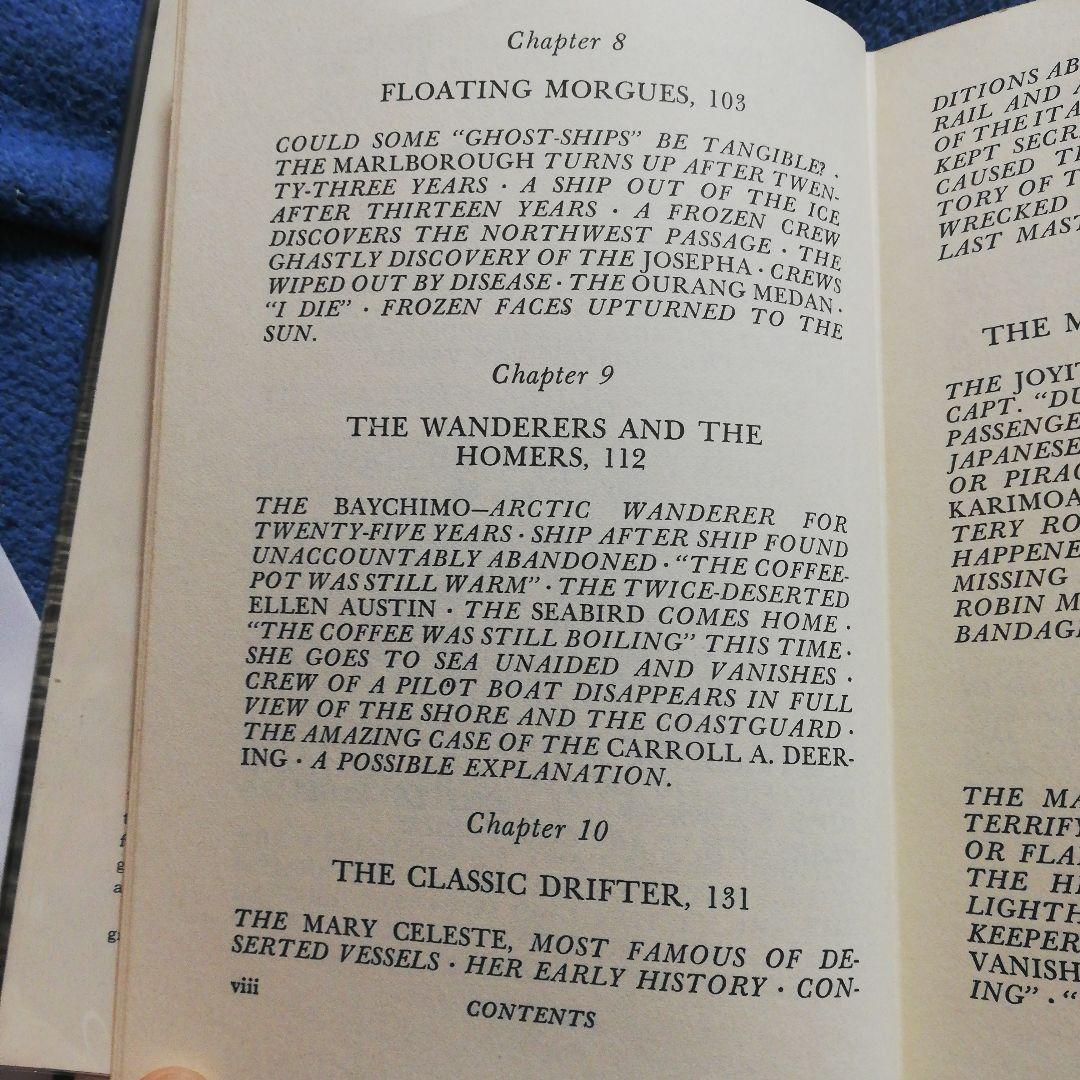 Chapter 8
FLOATING MORGUES, 103
COULD SOME “GHOST-SHIPS” BE TANGIBLE? ·
THE MARLBOROUGH TURNS UP AFTER TWEN-
TY-THREE YEARS · A SHIP OUT OF THE ICE
AFTER THIRTEEN YEARS · A FROZEN CREW
DISCOVERS THE NORTHWEST PASSAGE · THE
GHASTLY DISCOVERY OF THE JOSEPHA · CREWS
WIPED OUT BY DISEASE · THE OURANG MEDAN ·
“I DIE” · FROZEN FACES UPTURNED TO THE
SUN.
Chapter 9
THE WANDERERS AND THE
HOMERS, 112
THE BAYCHIMO—ARCTIC WANDERER FOR
TWENTY-FIVE YEARS · SHIP AFTER SHIP FOUND
UNACCOUNTABLY ABANDONED · “THE COFFEE-
POT WAS STILL WARM” · THE TWICE-DESERTED
ELLEN AUSTIN · THE SEABIRD COMES HOME ·
“THE COFFEE WAS STILL BOILING” THIS TIME ·
SHE GOES TO SEA UNAIDED AND VANISHES ·
CREW OF A PILOT BOAT DISAPPEARS IN FULL
VIEW OF THE SHORE AND THE COASTGUARD ·
THE AMAZING CASE OF THE CARROLL A. DEER-
ING · A POSSIBLE EXPLANATION.
Chapter 10
THE CLASSIC DRIFTER, 131
THE MARY CELESTE, MOST FAMOUS OF DE-
SERTED VESSELS · HER EARLY HISTORY · CON-
viii
CONTENTS
DITIONS AB
RAIL AND
OF THE ITA
KEPT SECR
CAUSED
TORY OF
WRECKED
LAST MAST
THE M
THE JOYIT
CAPT. “DU
PASSENGE
JAPANESE
OR PIRAC
KARIMOA
TERY RO
HAPPENE
MISSING
ROBIN M
BANDAG
THE MA
TERRIFY
OR FLA
THE H
LIGHTH
KEEPER
VANISH
ING” · “